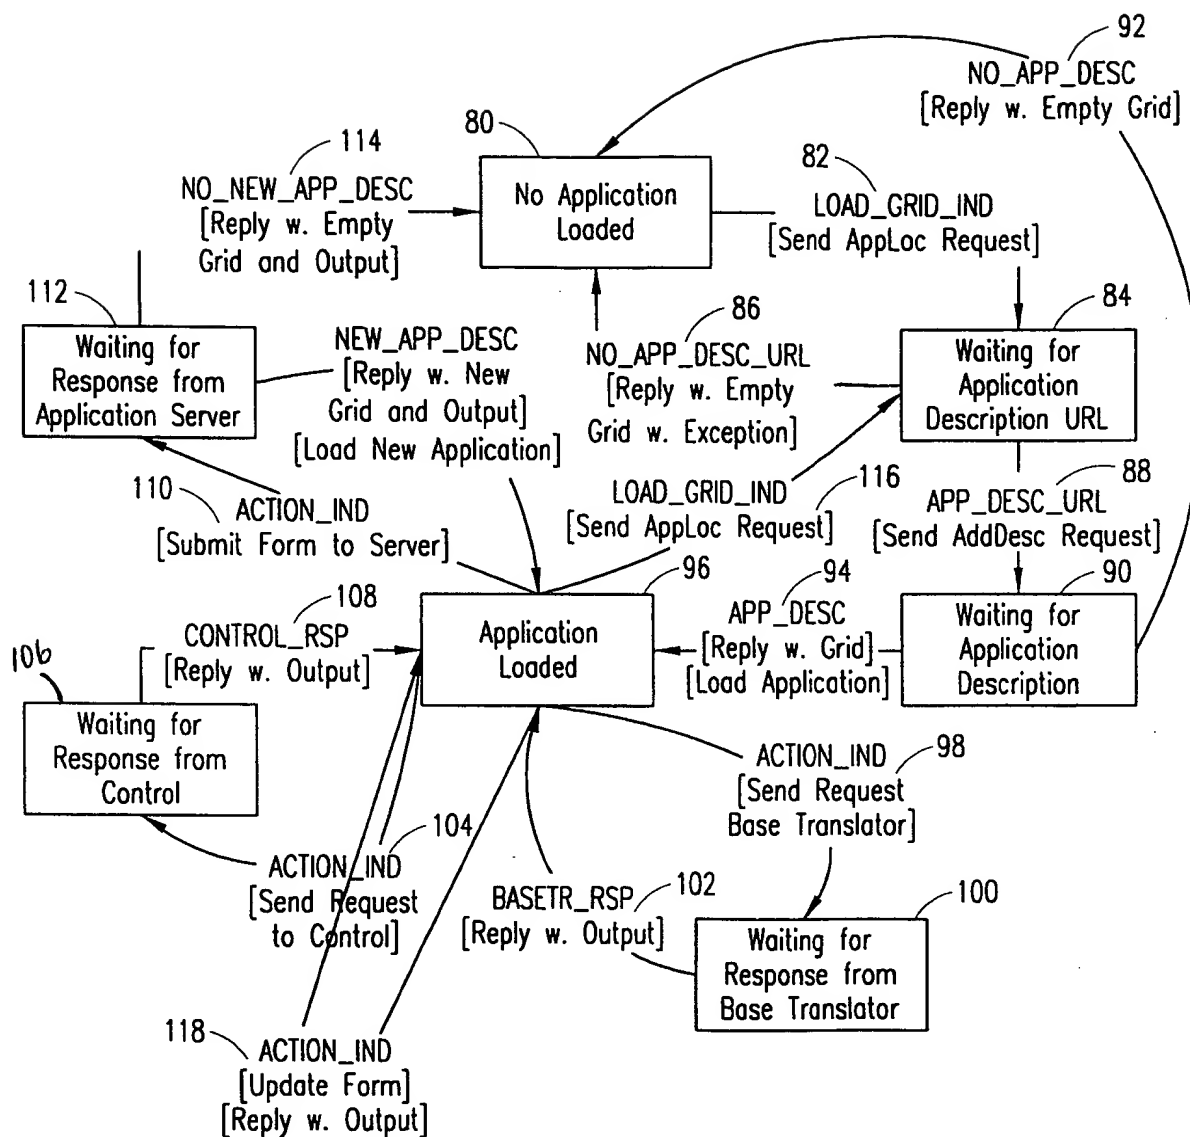 92
NO_APP_DESC
[Reply w. Empty Grid]
80
No Application
Loaded
114
NO_NEW_APP_DESC
[Reply w. Empty
Grid and Output]
82
LOAD_GRID_IND
[Send AppLoc Request]
112
Waiting for
Response from
Application Server
NEW_APP_DESC
[Reply w. New
Grid and Output]
[Load New Application]
86
NO_APP_DESC_URL
[Reply w. Empty
Grid w. Exception]
84
Waiting for
Application
Description URL
110
ACTION_IND
[Submit Form to Server]
LOAD_GRID_IND
116
[Send AppLoc Request]
88
APP_DESC_URL
[Send AddDesc Request]
108
CONTROL_RSP
[Reply w. Output]
96
Application
Loaded
94
APP_DESC
[Reply w. Grid]
[Load Application]
90
Waiting for
Application
Description
106
Waiting for
Response from
Control
104
ACTION_IND
[Send Request
to Control]
ACTION_IND
98
[Send Request
Base Translator]
BASETR_RSP
102
[Reply w. Output]
100
Waiting for
Response from
Base Translator
118
ACTION_IND
[Update Form]
[Reply w. Output]